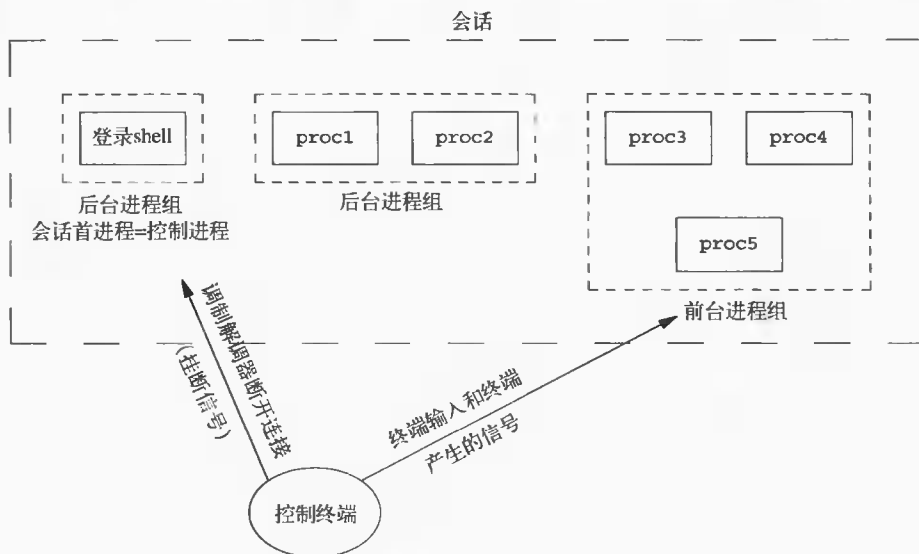 会话
登录shell
proc1
proc2
proc3
proc4
proc5
后台进程组
会话首进程=控制进程
后台进程组
前台进程组
调制解调器断开连接
(挂断信号)
终端输入和终端
产生的信号
控制终端